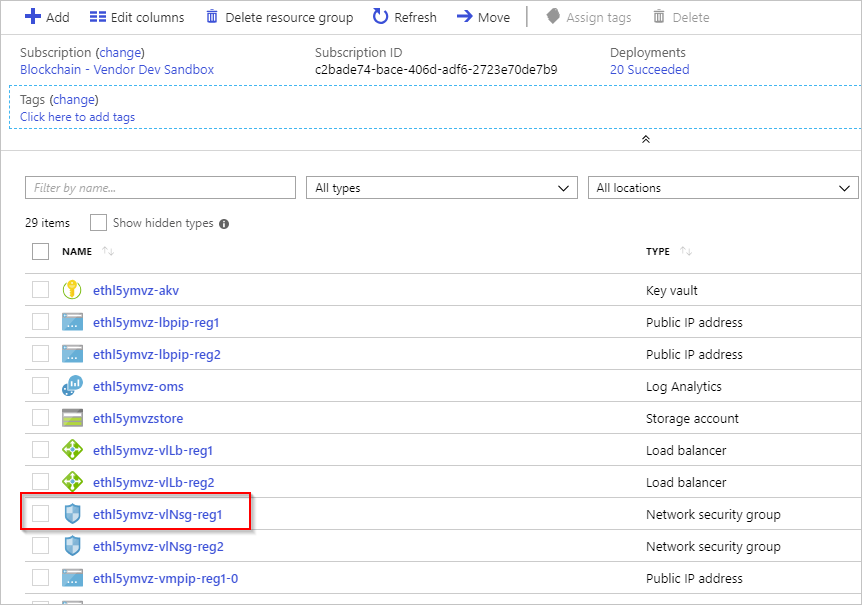 Add Edit columns Delete resource group Refresh Move Assign tags Delete
Subscription (change) Subscription ID Deployments
Blockchain - Vendor Dev Sandbox c2bade74-bace-406d-adf6-2723e70de7b9 20 Succeeded
Tags (change)
Click here to add tags
Filter by name... All types All locations
29 items Show hidden types
NAME TYPE
ethl5ymvz-akv Key vault
ethl5ymvz-lbpip-reg1 Public IP address
ethl5ymvz-lbpip-reg2 Public IP address
ethl5ymvz-oms Log Analytics
ethl5ymvzstore Storage account
ethl5ymvz-vlLb-reg1 Load balancer
ethl5ymvz-vlLb-reg2 Load balancer
ethl5ymvz-vlNsg-reg1 Network security group
ethl5ymvz-vlNsg-reg2 Network security group
ethl5ymvz-vmpip-reg1-0 Public IP address